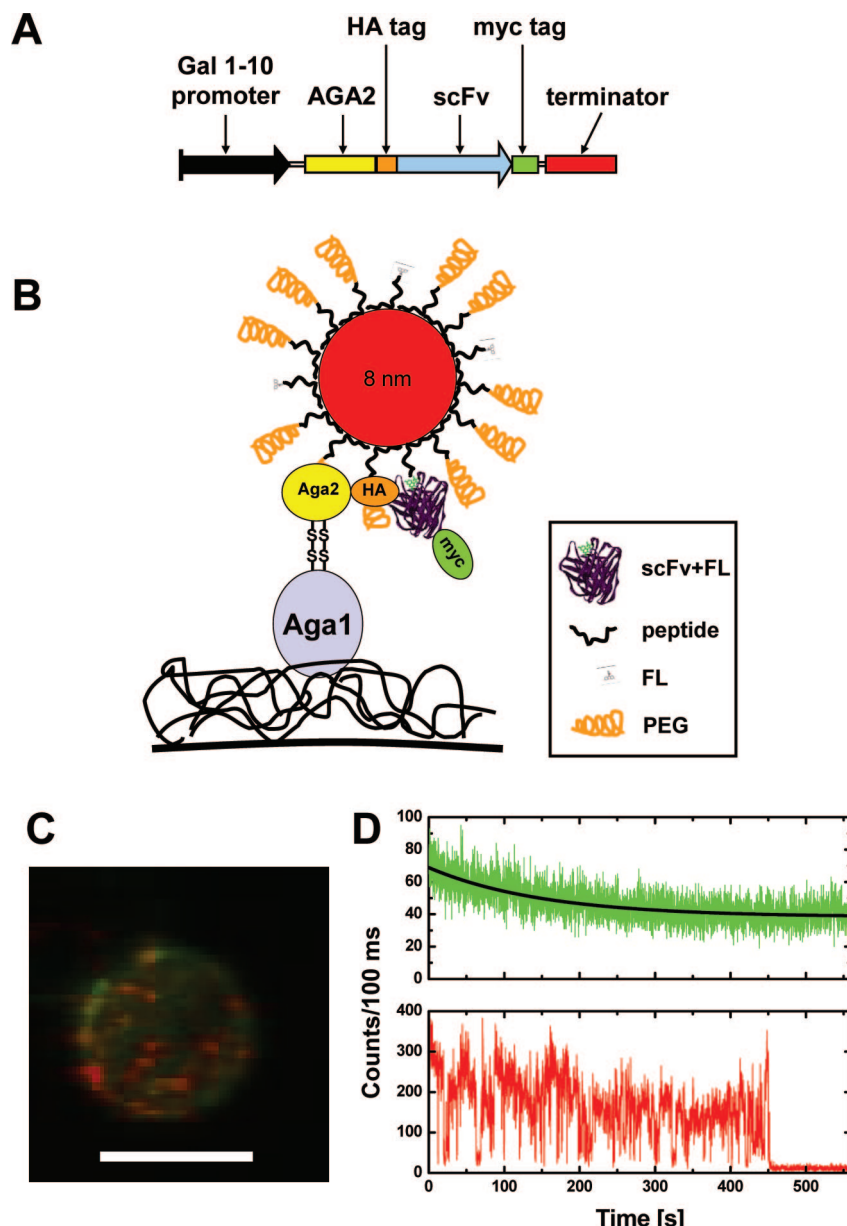 A
HA tag
myc tag
Gal 1-10
promoter
AGA2
scFv
terminator
B
8 nm
Aga2
HA
myc
S S
S S
Aga1
scFv+FL
peptide
FL
PEG
C
D
Counts/100 ms
100
80
60
40
20
0
400
300
200
100
0
0 100 200 300 400 500
Time [s]